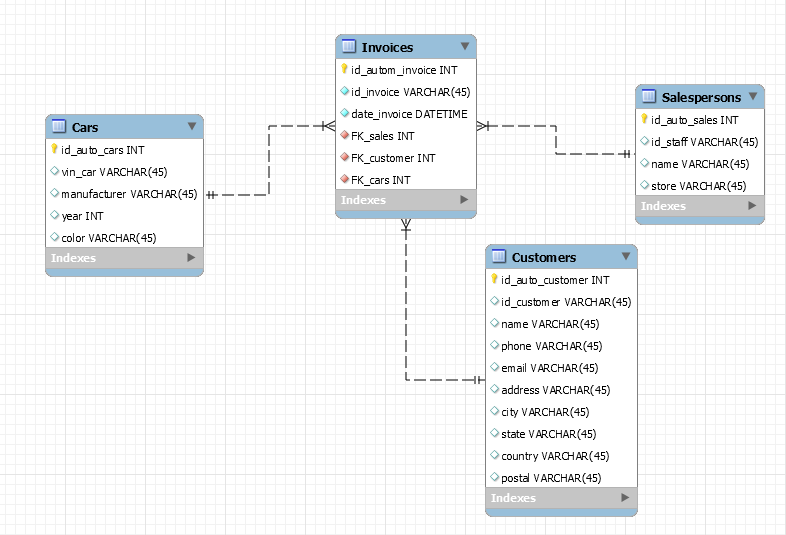 Invoices
id_autom_invoice INT
id_invoice VARCHAR(45)
date_invoice DATETIME
FK_sales INT
FK_customer INT
FK_cars INT
Indexes
Salespersons
id_auto_sales INT
id_staff VARCHAR(45)
name VARCHAR(45)
store VARCHAR(45)
Indexes
Cars
id_auto_cars INT
vin_car VARCHAR(45)
manufacturer VARCHAR(45)
year INT
color VARCHAR(45)
Indexes
Customers
id_auto_customer INT
id_customer VARCHAR(45)
name VARCHAR(45)
phone VARCHAR(45)
email VARCHAR(45)
address VARCHAR(45)
city VARCHAR(45)
state VARCHAR(45)
country VARCHAR(45)
postal VARCHAR(45)
Indexes